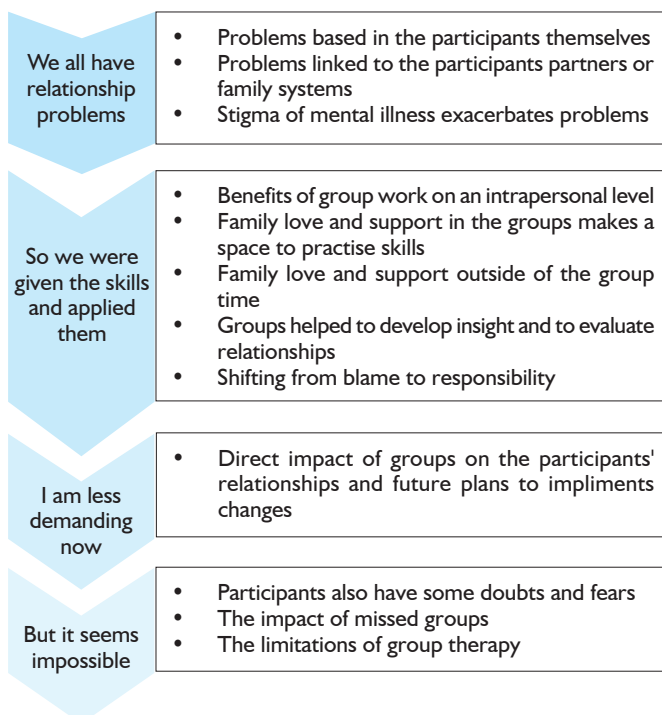 We all have
relationship
problems
• Problems based in the participants themselves
• Problems linked to the participants partners or
family systems
• Stigma of mental illness exacerbates problems
So we were
given the skills
and applied
them
• Benefits of group work on an intrapersonal level
• Family love and support in the groups makes a
space to practise skills
• Family love and support outside of the group
time
• Groups helped to develop insight and to evaluate
relationships
• Shifting from blame to responsibility
I am less
demanding
now
• Direct impact of groups on the participants'
relationships and future plans to impliments
changes
But it seems
impossible
• Participants also have some doubts and fears
• The impact of missed groups
• The limitations of group therapy